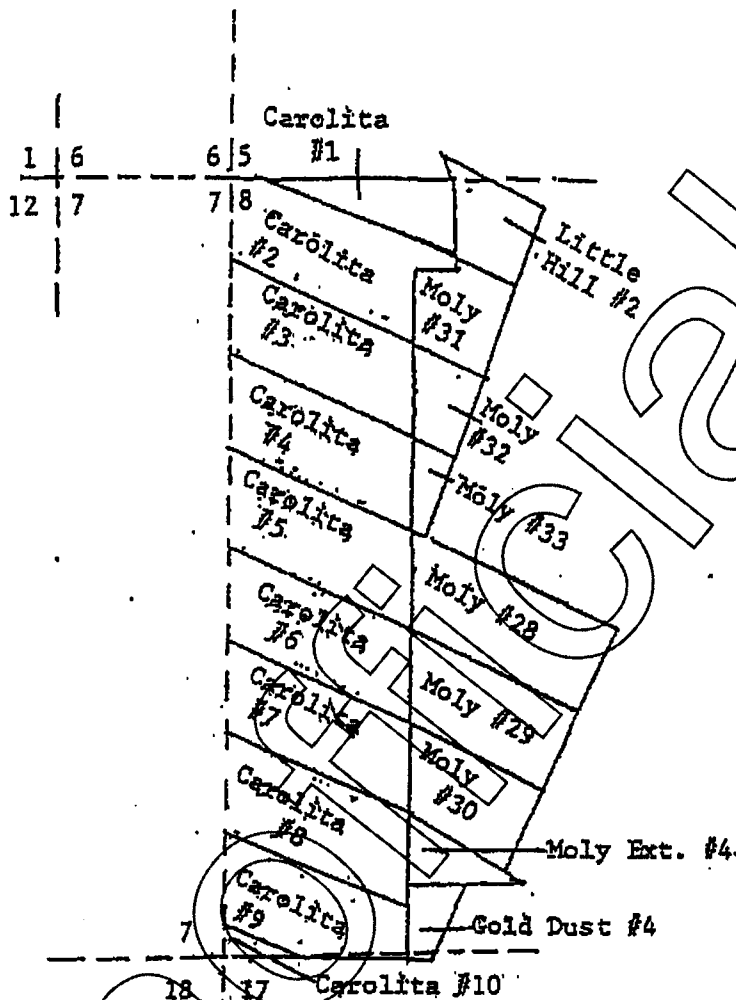 Carolita
#1
1 6
6 5
12 7
7 8
Little
Hill #2
Carolita
#2
Moly
#31
Carolita
#3
Moly
#32
Carolita
#4
Moly #33
Carolita
#5
Moly #28
Carolita
#6
Moly #29
Carolita
#7
Moly
#30
Carolita
#8
Moly Ext. #4
Carolita
#9
7
Gold Dust #4
18 17
Carolita #10